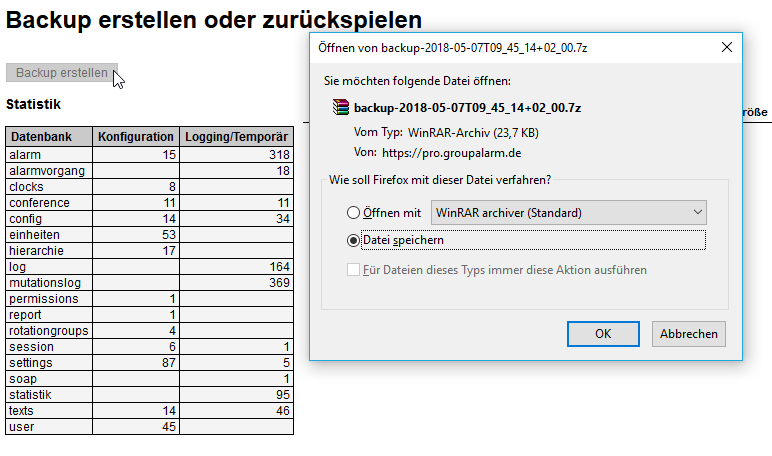 Backup erstellen oder zurückspielen
Backup erstellen
Statistik
Datenbank Konfiguration Logging/Temporär
alarm 15 318
alarmvorgang 18
clocks 8
conference 11 11
config 14 34
einheiten 53
hierarchie 17
log 164
mutationslog 369
permissions 1
report 1
rotationgroups 4
session 6 1
settings 87 5
soap 1
statistik 95
texts 14 46
user 45
röße
Öffnen von backup-2018-05-07T09_45_14+02_00.7z
Sie möchten folgende Datei öffnen:
backup-2018-05-07T09_45_14+02_00.7z
Vom Typ: WinRAR-Archiv (23,7 KB)
Von: https://pro.groupalarm.de
Wie soll Firefox mit dieser Datei verfahren?
Öffnen mit WinRAR archiver (Standard)
Datei speichern
Für Dateien dieses Typs immer diese Aktion ausführen
OK Abbrechen